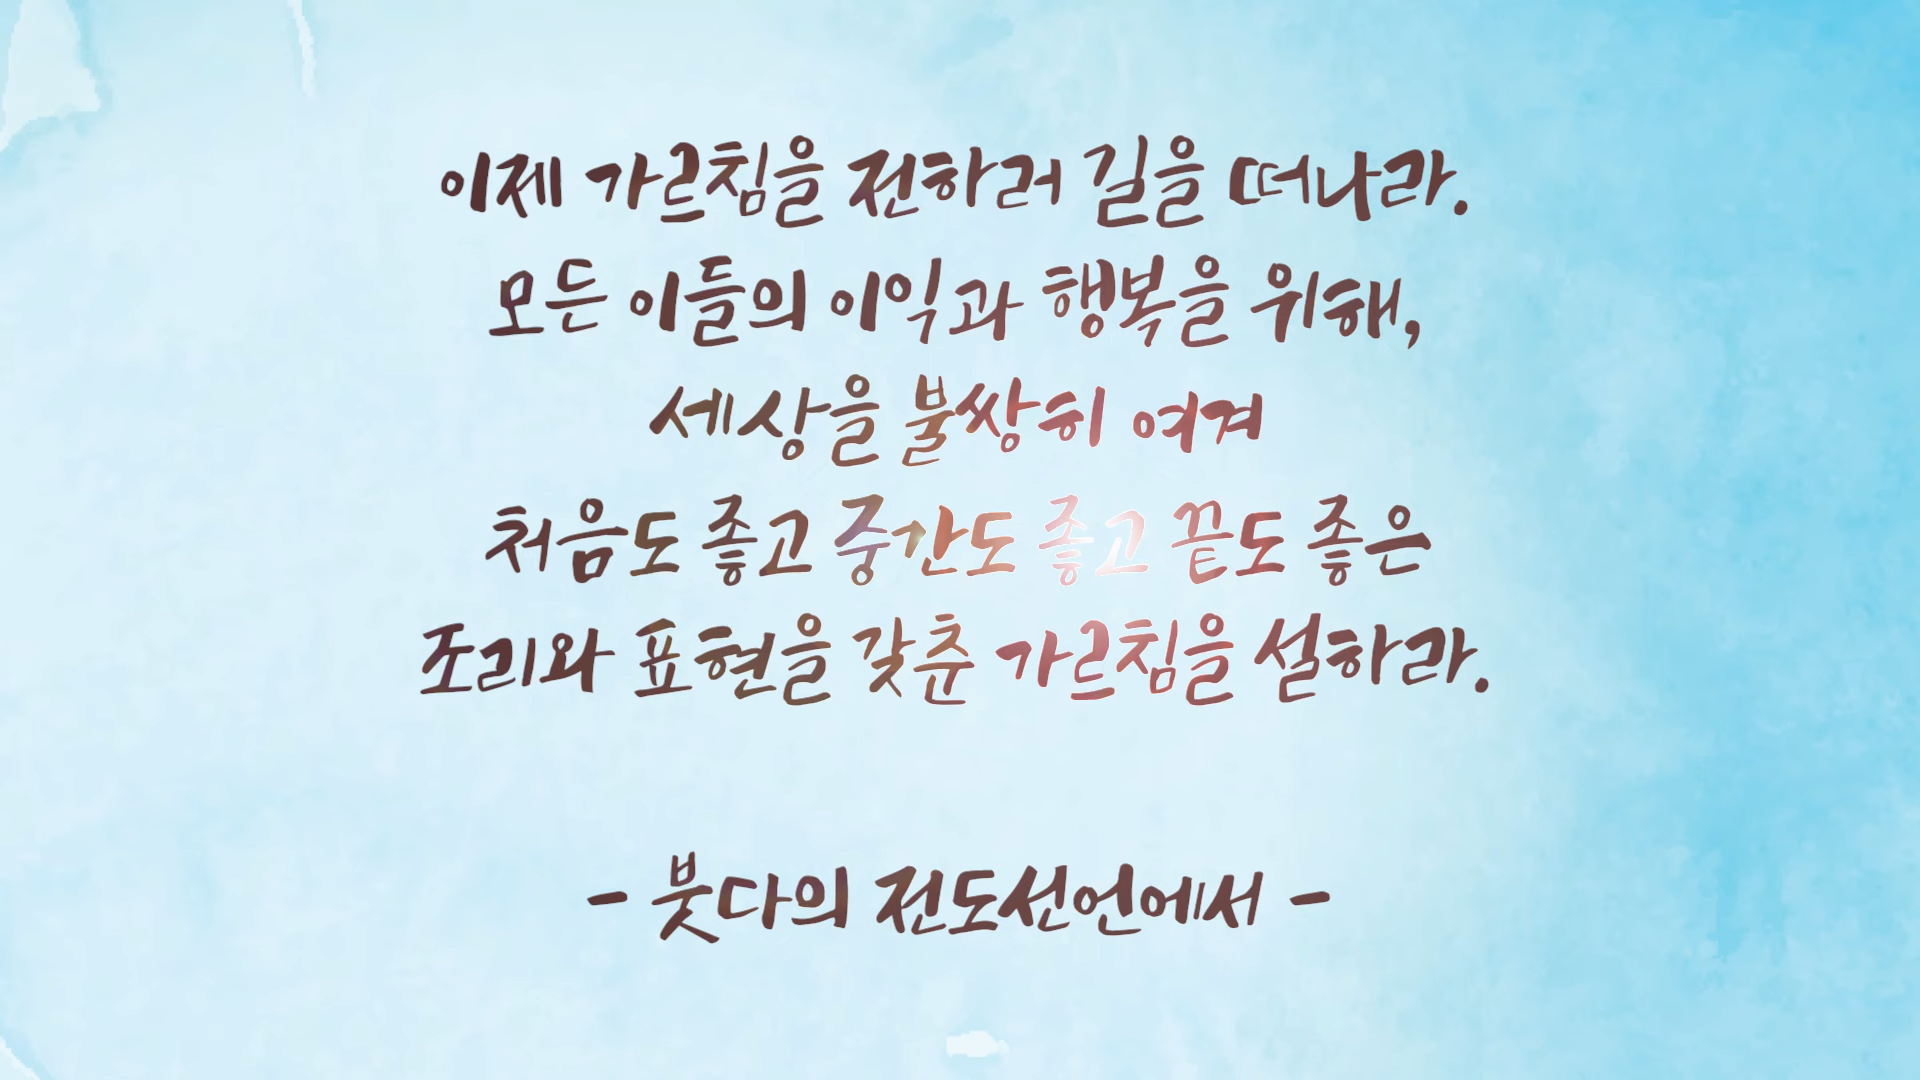 이제 가르침을 전하러 길을 떠나라.
모든 이들의 이익과 행복을 위해,
세상을 불쌍히 여겨
처음도 좋고 중간도 좋고 끝도 좋은
조리와 표현을 갖춘 가르침을 설하라.
- 붓다의 전도선언에서 -